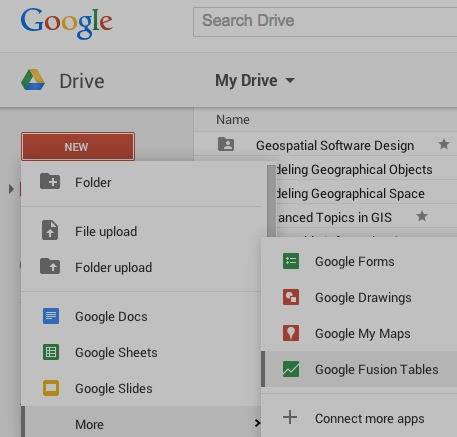 Google
Search Drive
Drive
My Drive
Name
NEW
Geospatial Software Design
Folder
deling Geographical Objects
deling Geographical Space
anced Topics in GIS
File upload
Folder upload
Google Forms
Google Drawings
Google Docs
Google My Maps
Google Sheets
Google Fusion Tables
Google Slides
Connect more apps
More